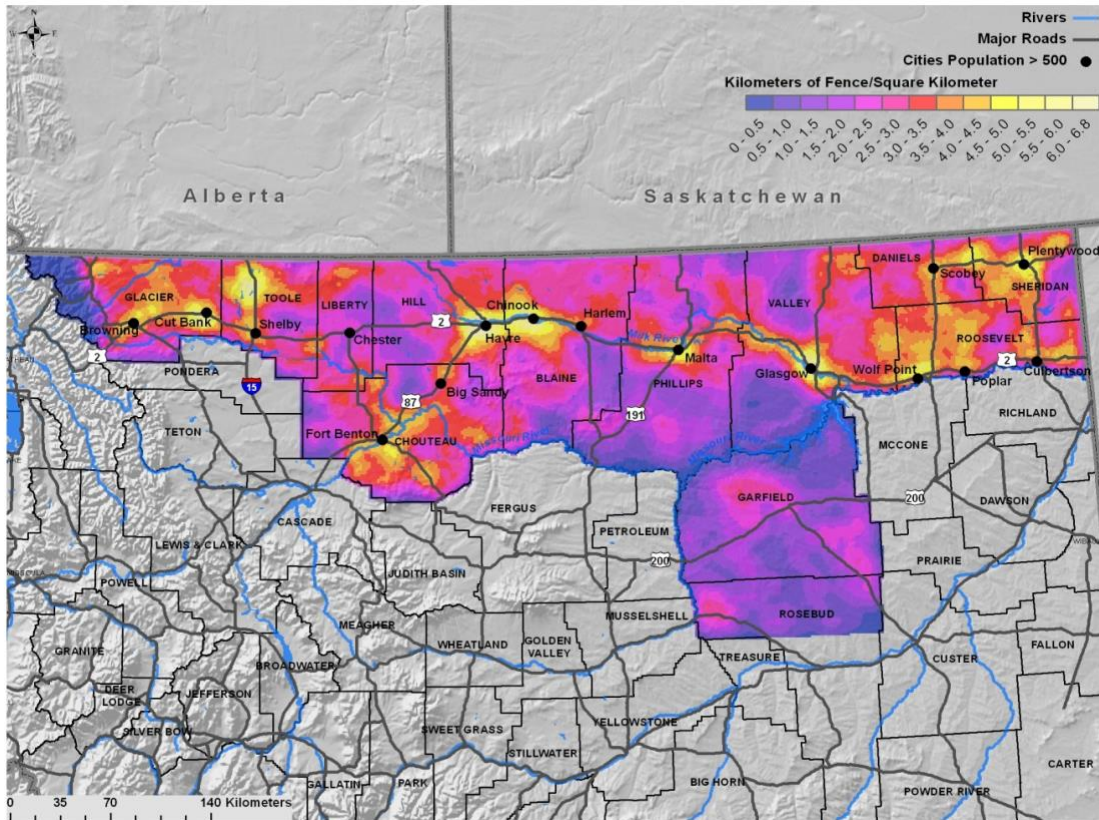 N
W E
S
Rivers
Major Roads
Cities Population > 500
Kilometers of Fence/Square Kilometer
0 - 0.5
0.5 - 1.0
1.0 - 1.5
1.5 - 2.0
2.0 - 2.5
2.5 - 3.0
3.0 - 3.5
3.5 - 4.0
4.0 - 4.5
4.5 - 5.0
5.0 - 5.5
5.5 - 6.0
6.0 - 6.8
Alberta
Saskatchewan
GLACIER
TOOLE
LIBERTY
HILL
Chinook
Harlem
VALLEY
DANIELS
Scobey
Plentywood
SHERIDAN
Browning
Cut Bank
Shelby
Chester
2
Havre
Milk River
Malta
ROOSEVELT
2
2
PONDERA
15
Big Sandy
BLAINE
PHILLIPS
Glasgow
Wolf Point
Poplar
Culbertson
87
191
RICHLAND
TETON
Fort Benton
CHOUTEAU
Missouri River
Missouri River
MCCONE
CASCADE
FERGUS
GARFIELD
200
DAWSON
LEWIS & CLARK
PETROLEUM
200
PRAIRIE
POWELL
JUDITH BASIN
MUSSELSHELL
ROSEBUD
MEAGHER
WHEATLAND
GOLDEN
VALLEY
GRANITE
BROADWATER
TREASURE
CUSTER
FALLON
DEER
LODGE
JEFFERSON
SILVER BOW
SWEET GRASS
YELLOWSTONE
STILLWATER
GALLATIN
PARK
BIG HORN
POWDER RIVER
CARTER
0 35 70 140 Kilometers